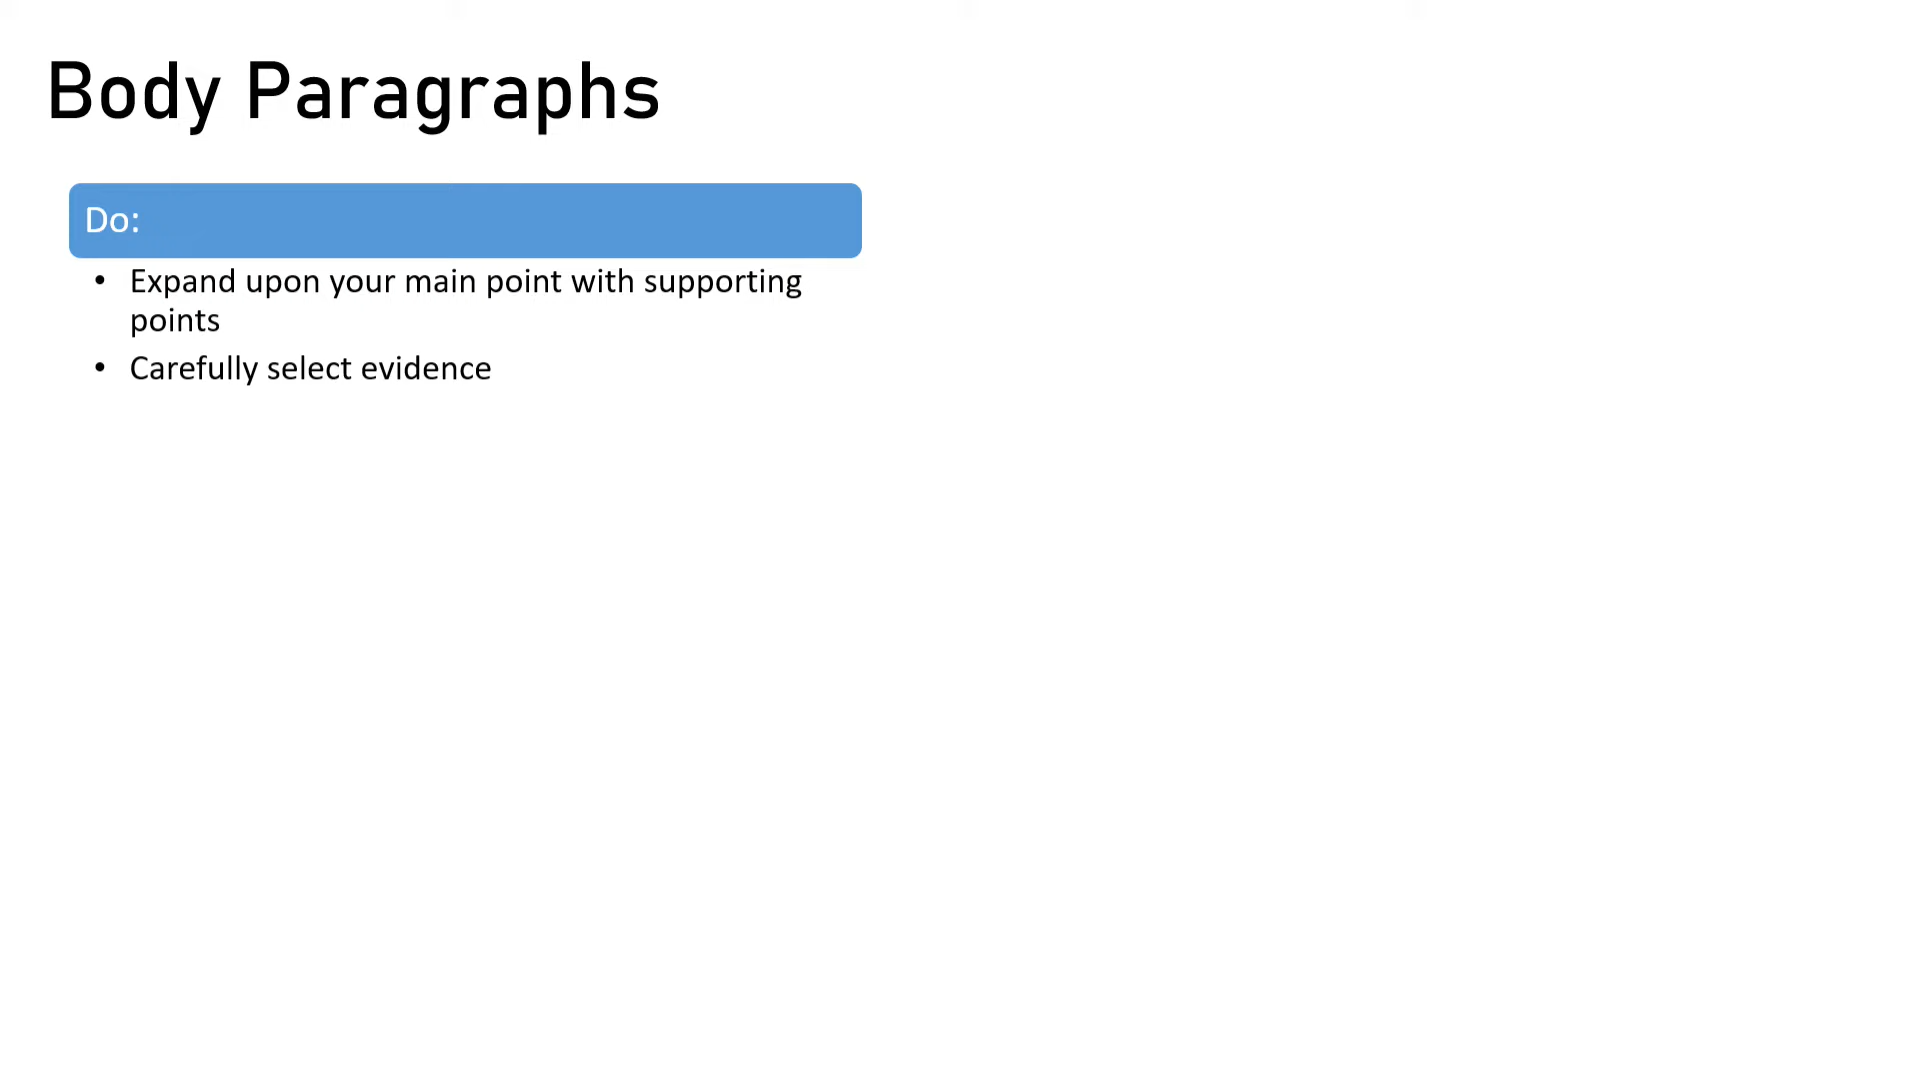 Body Paragraphs
Do:
• Expand upon your main point with supporting
points
• Carefully select evidence